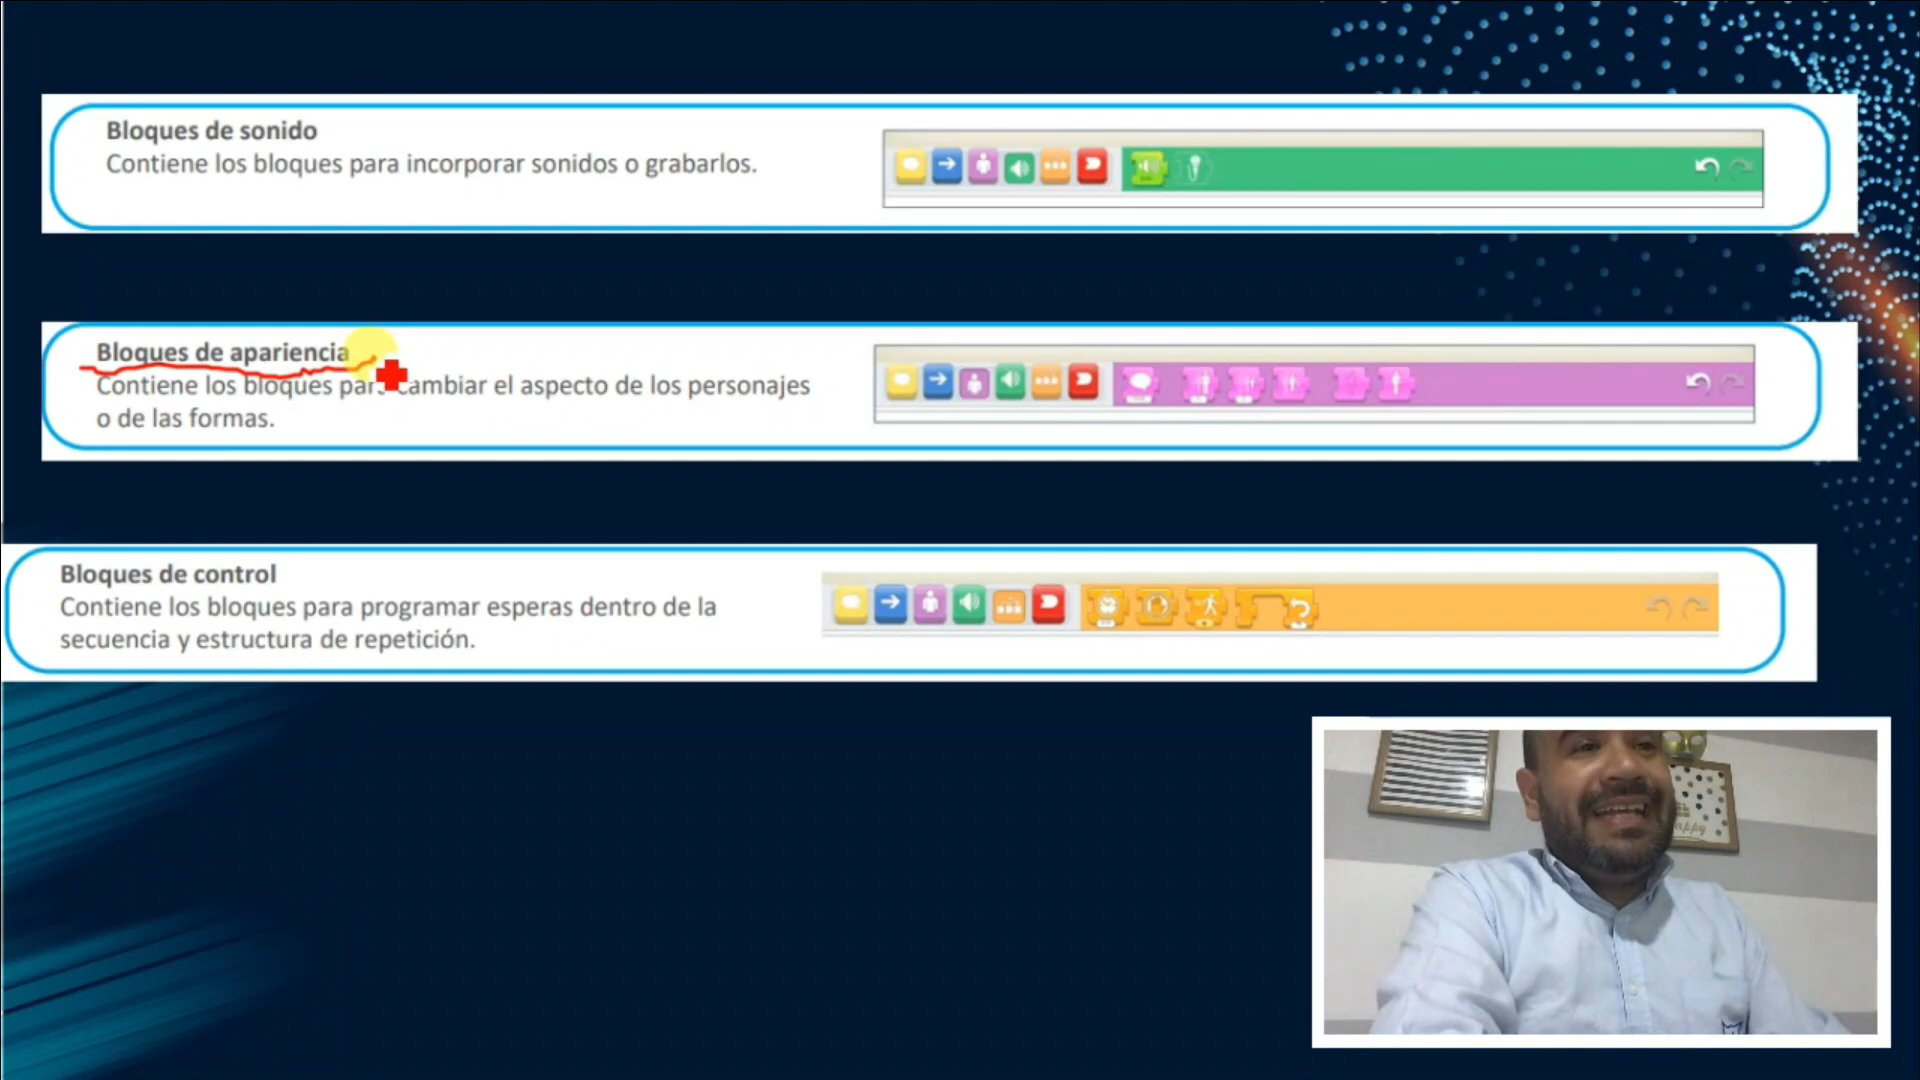 Bloques de sonido
Contiene los bloques para incorporar sonidos o grabarlos.
Bloques de apariencia
Contiene los bloques para cambiar el aspecto de los personajes
o de las formas.
Bloques de control
Contiene los bloques para programar esperas dentro de la
secuencia y estructura de repetición.